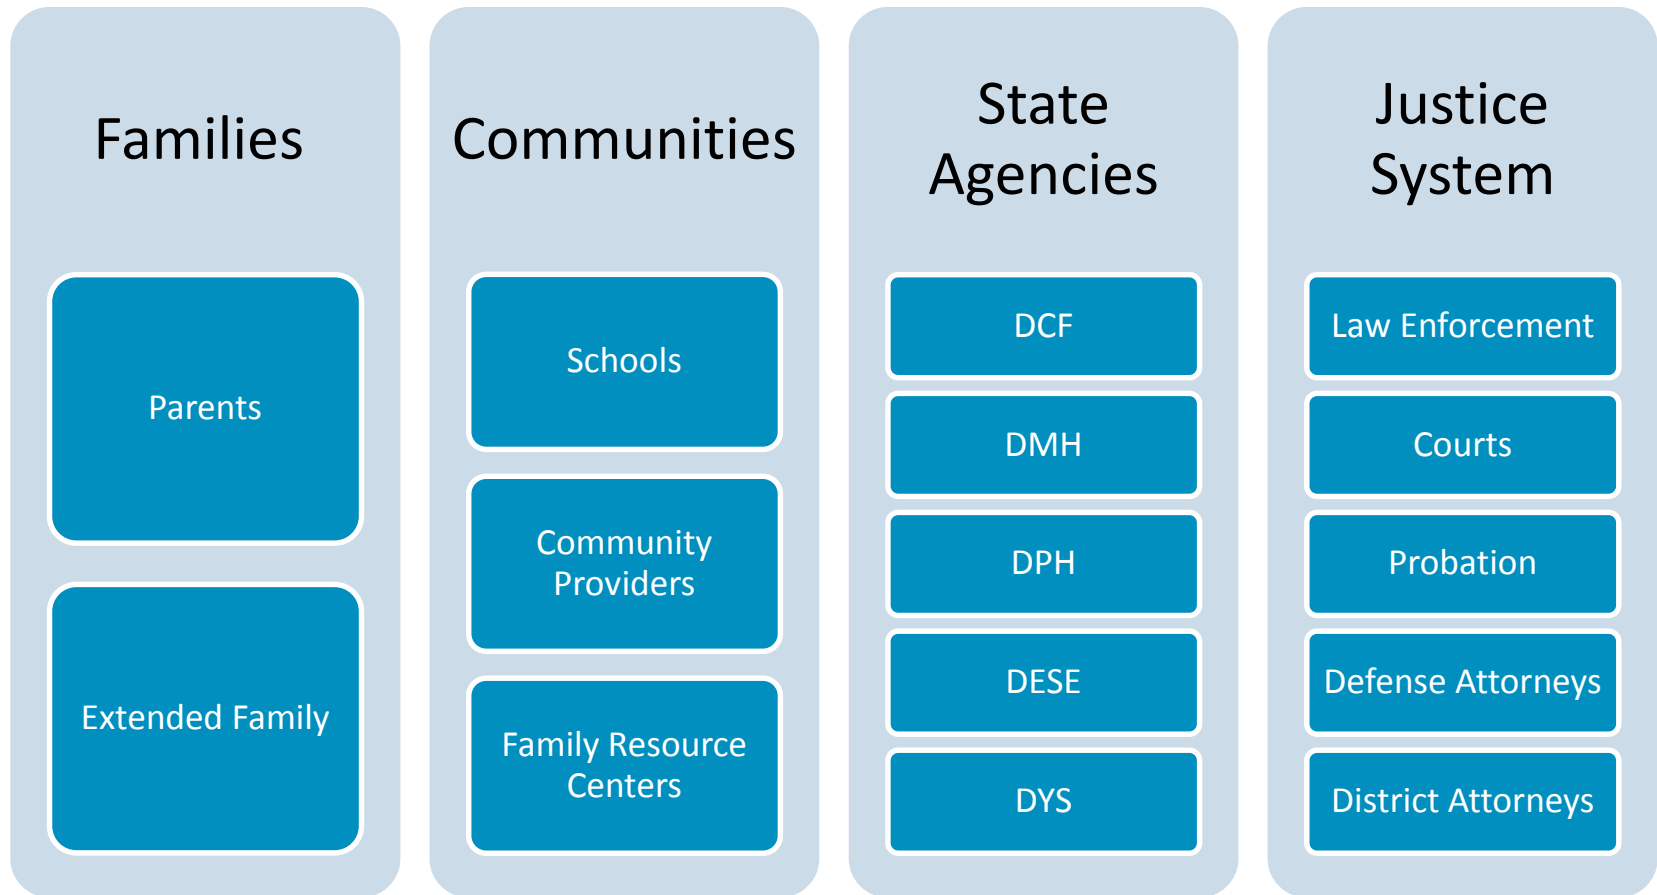 Families
Parents
Extended Family
Communities
Schools
Community
Providers
Family Resource
Centers
State
Agencies
DCF
DMH
DPH
DESE
DYS
Justice
System
Law Enforcement
Courts
Probation
Defense Attorneys
District Attorneys